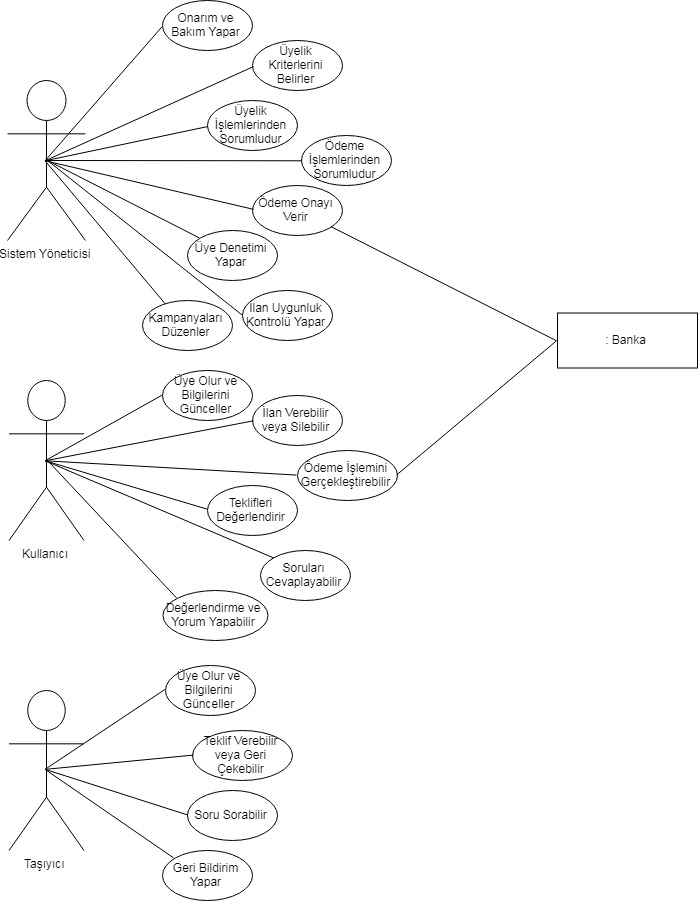 Onarım ve
Bakım Yapar
Üyelik
Kriterlerini
Belirler
Üyelik
İşlemlerinden
Sorumludur
Ödeme
İşlemlerinden
Sorumludur
Ödeme Onayı
Verir
Üye Denetimi
Yapar
İlan Uygunluk
Kontrolü Yapar
Kampanyaları
Düzenler
Sistem Yöneticisi
: Banka
Üye Olur ve
Bilgilerini
Günceller
İlan Verebilir
veya Silebilir
Ödeme İşlemini
Gerçekleştirebilir
Teklifleri
Değerlendirir
Soruları
Cevaplayabilir
Değerlendirme ve
Yorum Yapabilir
Kullanıcı
Üye Olur ve
Bilgilerini
Günceller
Teklif Verebilir
veya Geri
Çekebilir
Soru Sorabilir
Geri Bildirim
Yapar
Taşıyıcı